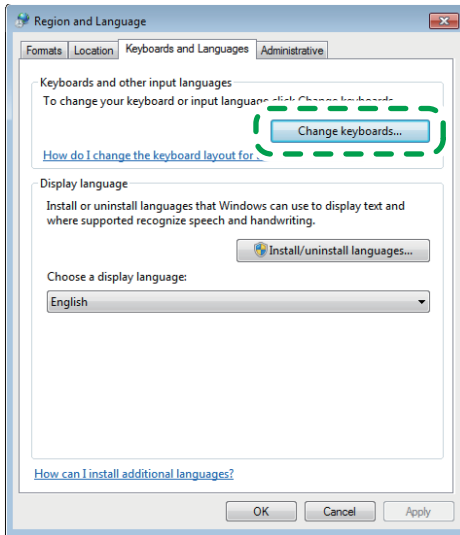 Region and Language
Formats Location Keyboards and Languages Administrative
Keyboards and other input languages
To change your keyboard or input language click Change keyboards
Change keyboards...
How do I change the keyboard layout for
Display language
Install or uninstall languages that Windows can use to display text and
where supported recognize speech and handwriting.
Install/uninstall languages...
Choose a display language:
English
How can I install additional languages?
OK Cancel Apply